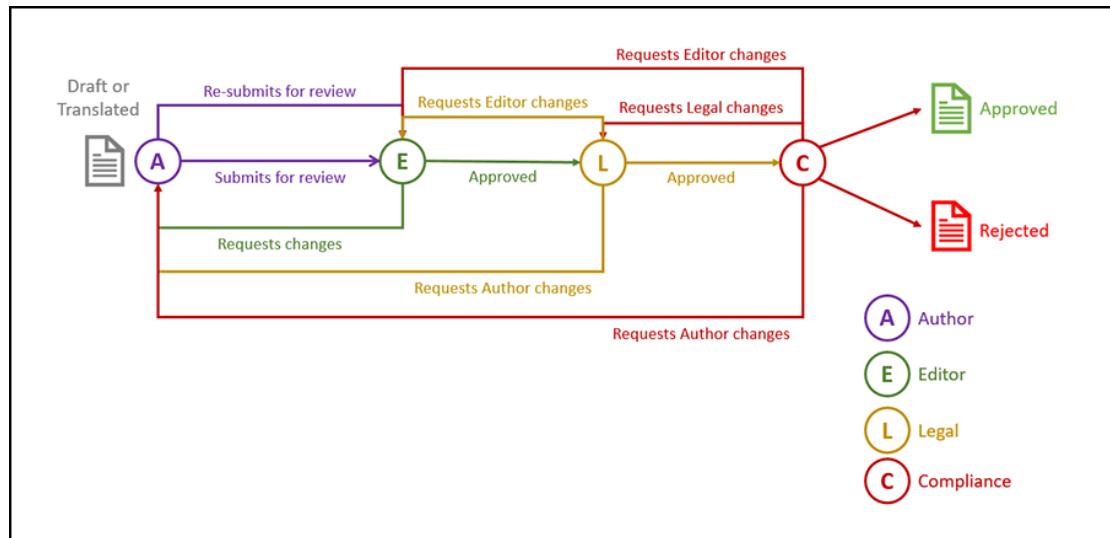 Requests Editor changes
Draft or
Translated
Re-submits for review
Requests Editor changes
Requests Legal changes
Approved
A
E
L
C
Submits for review
Approved
Approved
Requests changes
Rejected
Requests Author changes
Requests Author changes
A Author
E Editor
L Legal
C Compliance